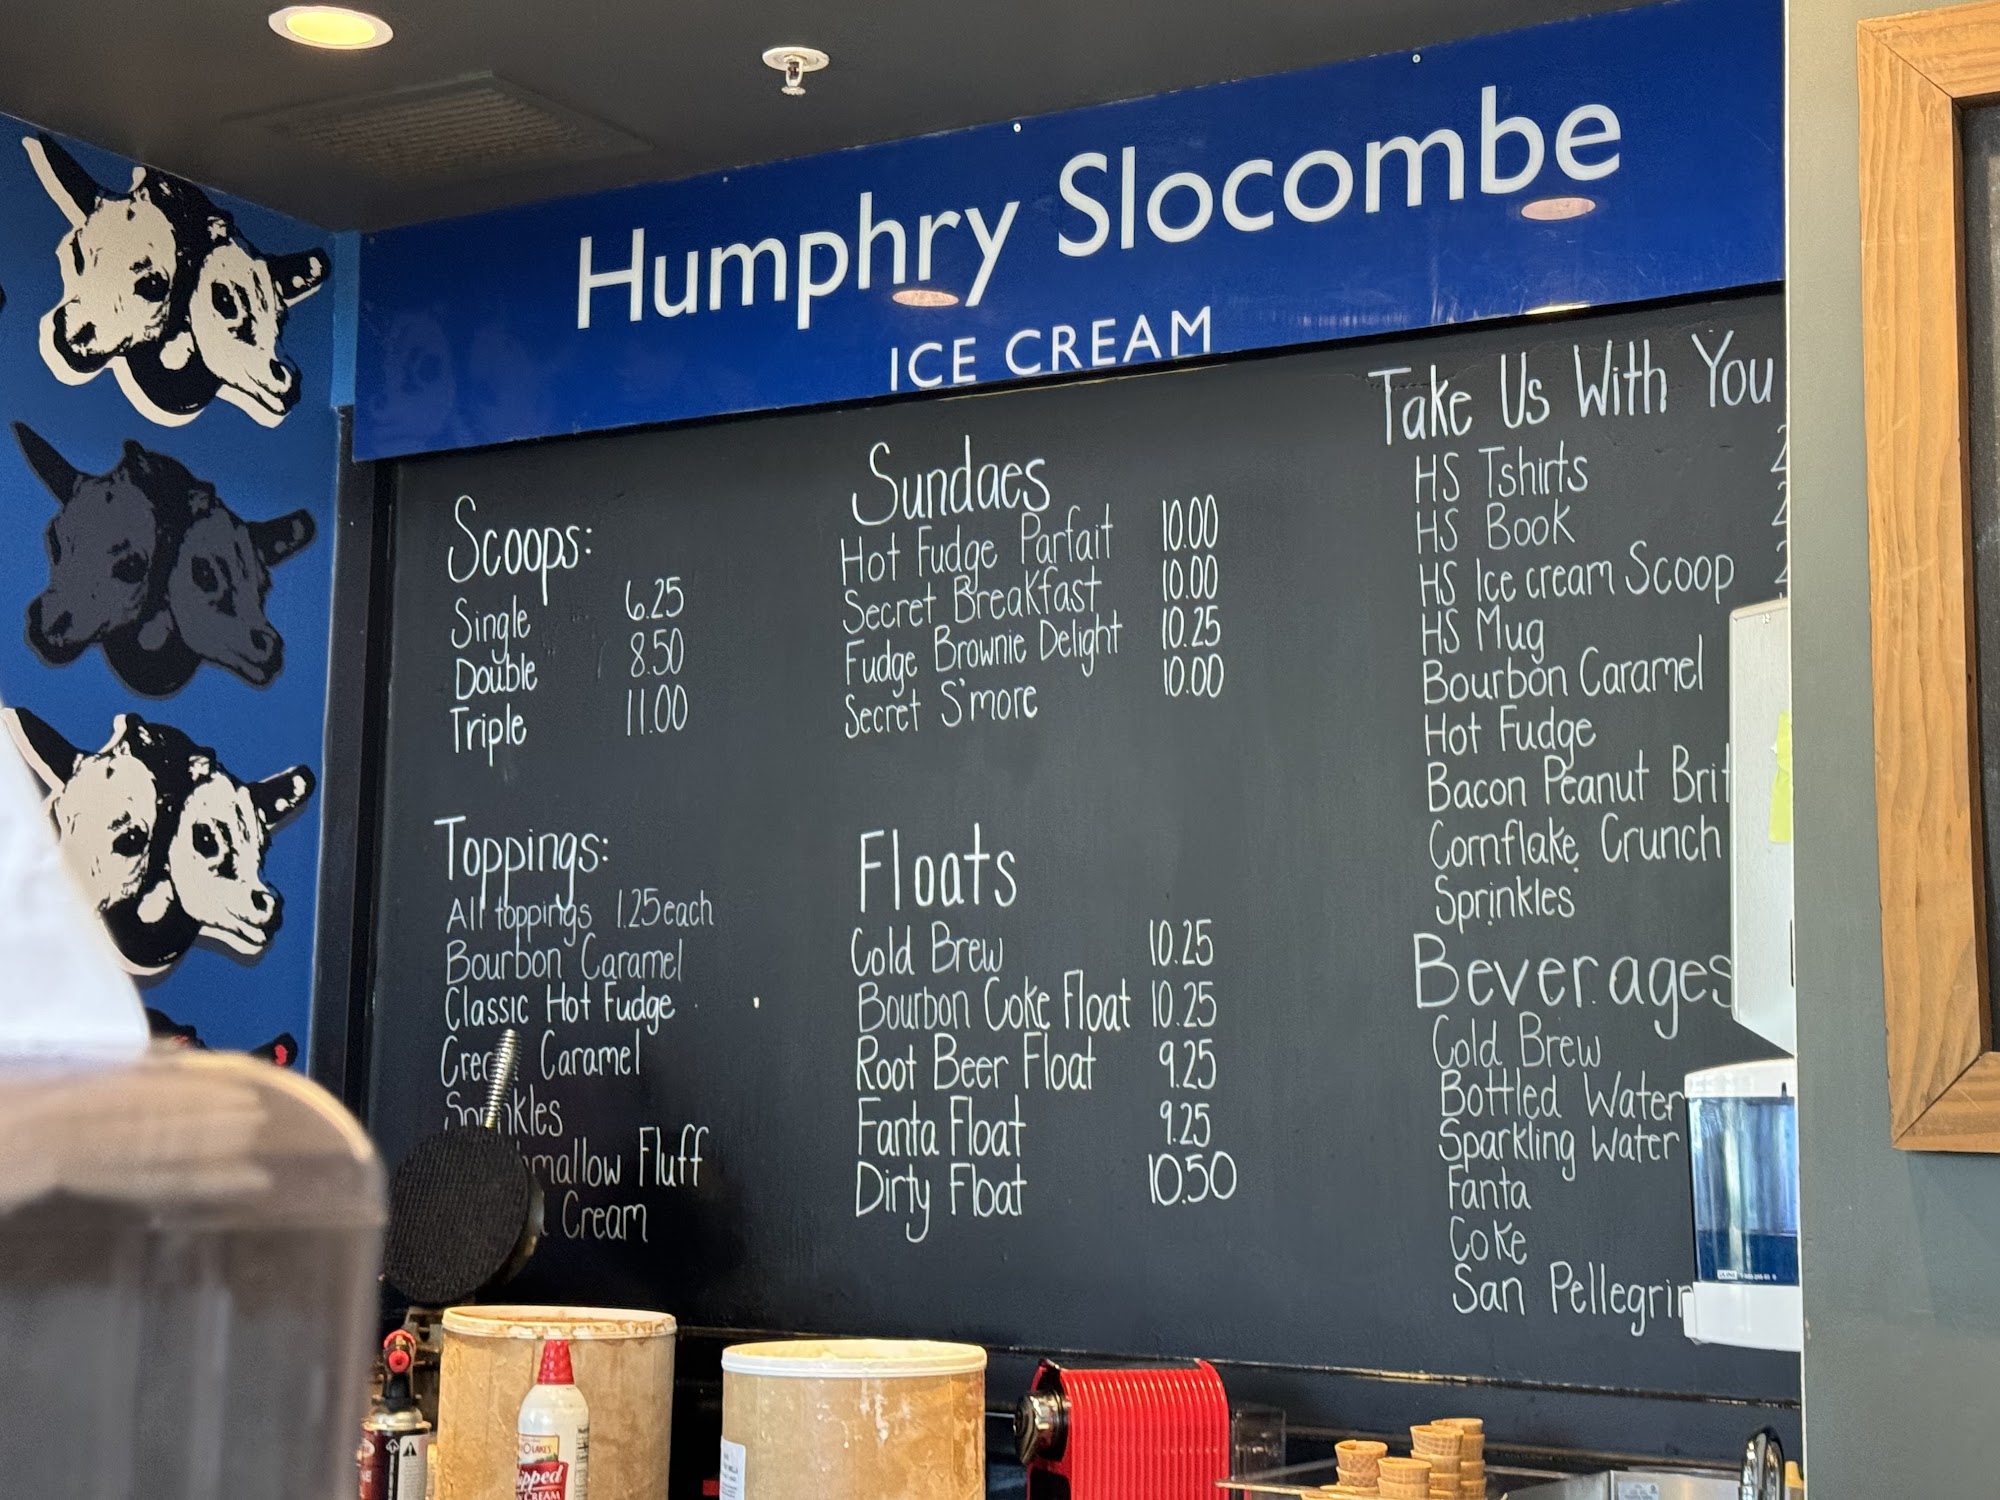 Humphry Slocombe
ICE CREAM
Scoops:
Single 6.25
Double 8.50
Triple 11.00
Toppings:
All toppings 1.25 each
Bourbon Caramel
Classic Hot Fudge
Caramel
Fluff
Cream
Sundaes
Hot Fudge Parfait 10.00
Secret Breakfast 10.00
Fudge Brownie Delight 10.25
Secret S'more 10.00
Floats
Cold Brew 10.25
Bourbon Coke Float 10.25
Root Beer Float 9.25
Fanta Float 9.25
Dirty Float 10.50
Take Us With You
HS Tshirts
HS Book
HS Ice cream Scoop
HS Mug
Bourbon Caramel
Hot Fudge
Bacon Peanut
Cornflake Crunch
Sprinkles
Beverages
Cold Brew
Bottled Water
Sparkling Water
Fanta
Coke
San